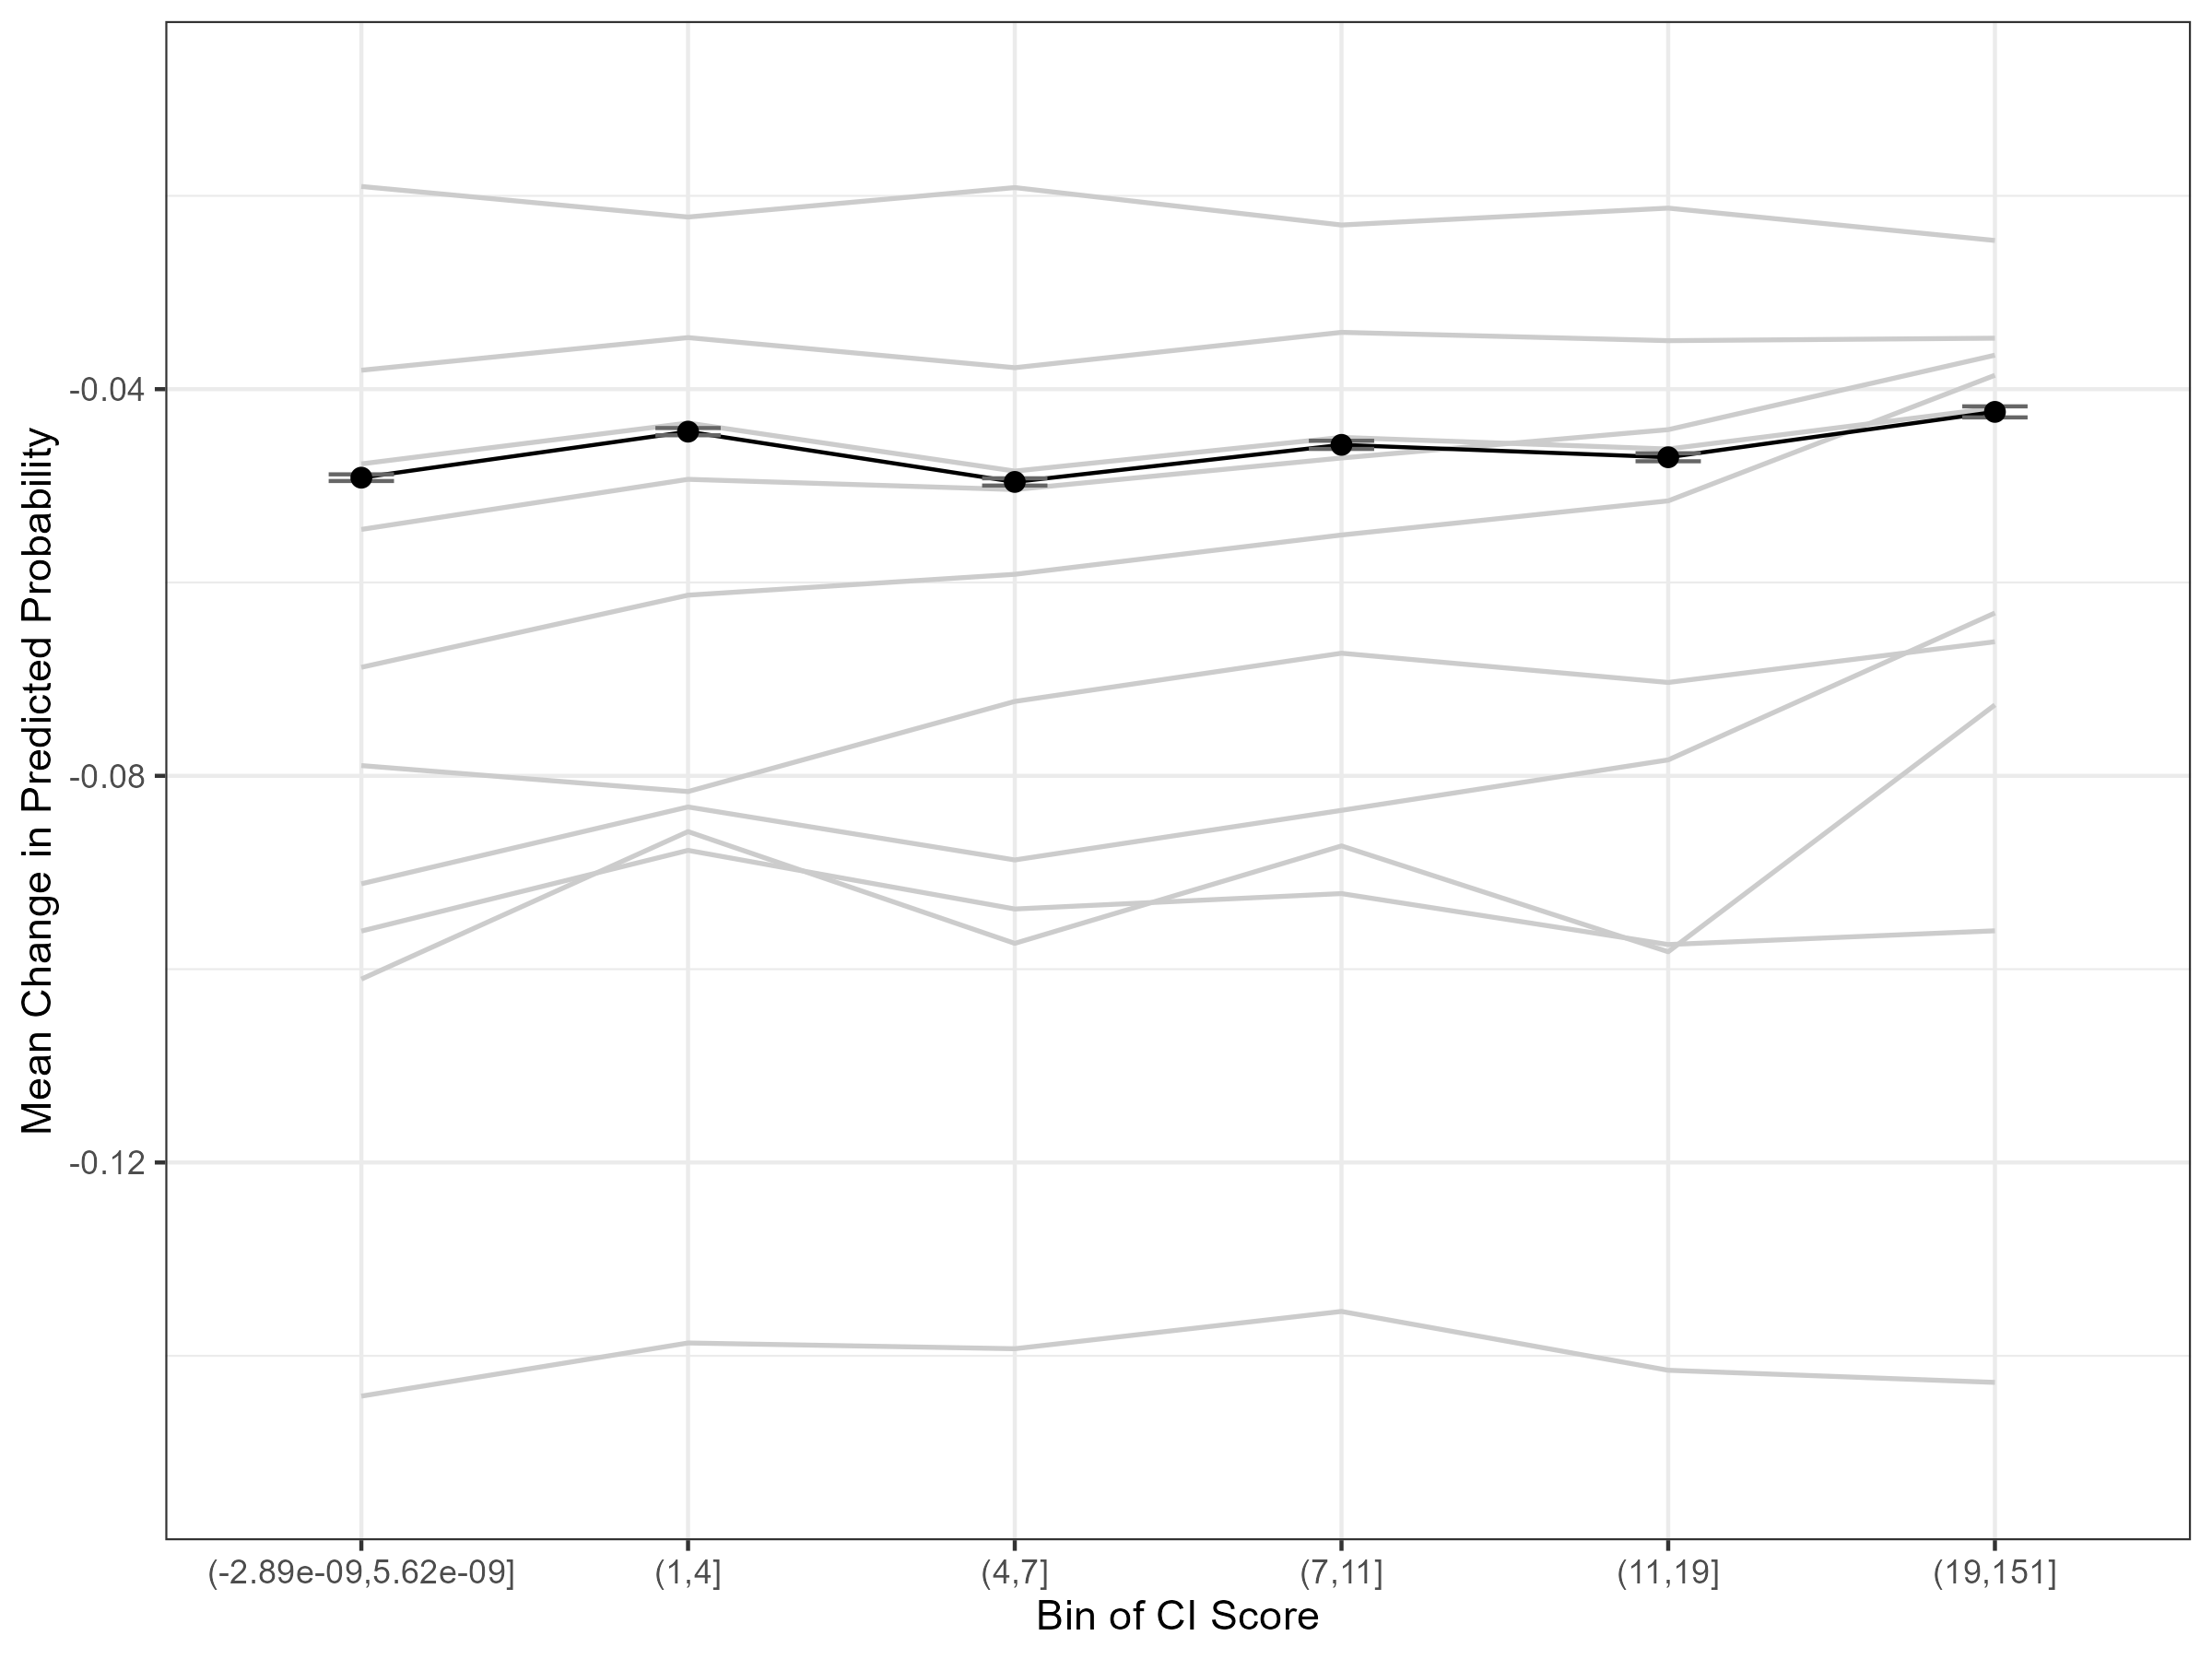 Mean Change in Predicted Probability
-0.04
-0.08
-0.12
(-2.89e-09,5.62e-09] (1,4] (4,7] (7,11] (11,19] (19,151]
Bin of CI Score